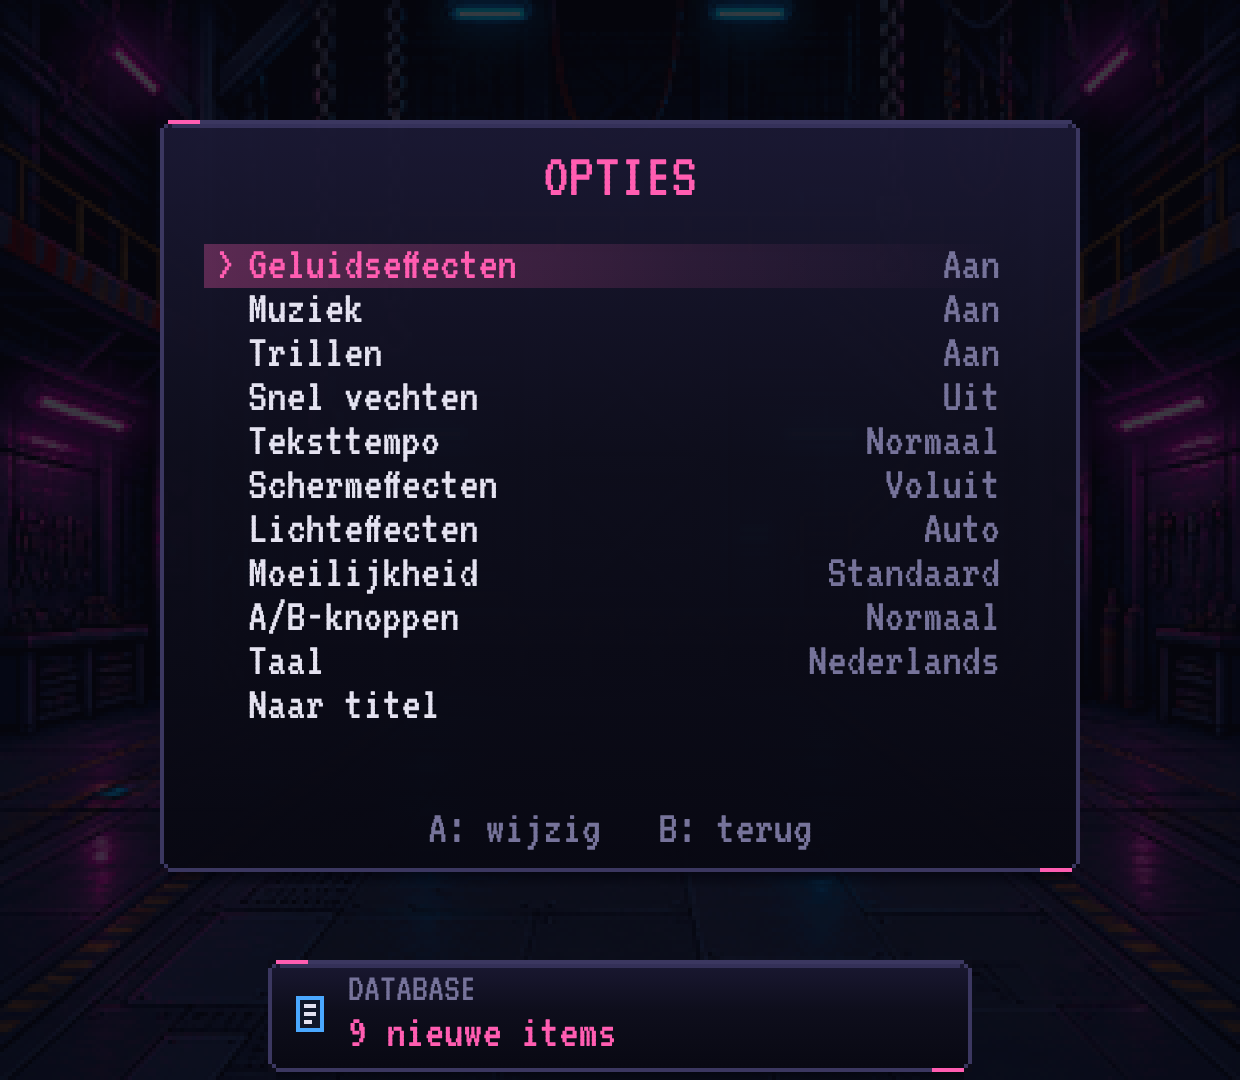 OPTIES
> Geluidseffecten Aan
Muziek Aan
Trillen Aan
Snel vechten Uit
Teksttempo Normaal
Schermeffecten Voluit
Lichteffecten Auto
Moeilijkheid Standaard
A/B-knoppen Normaal
Taal Nederlands
Naar titel
A: wijzig B: terug
DATABASE
9 nieuwe items